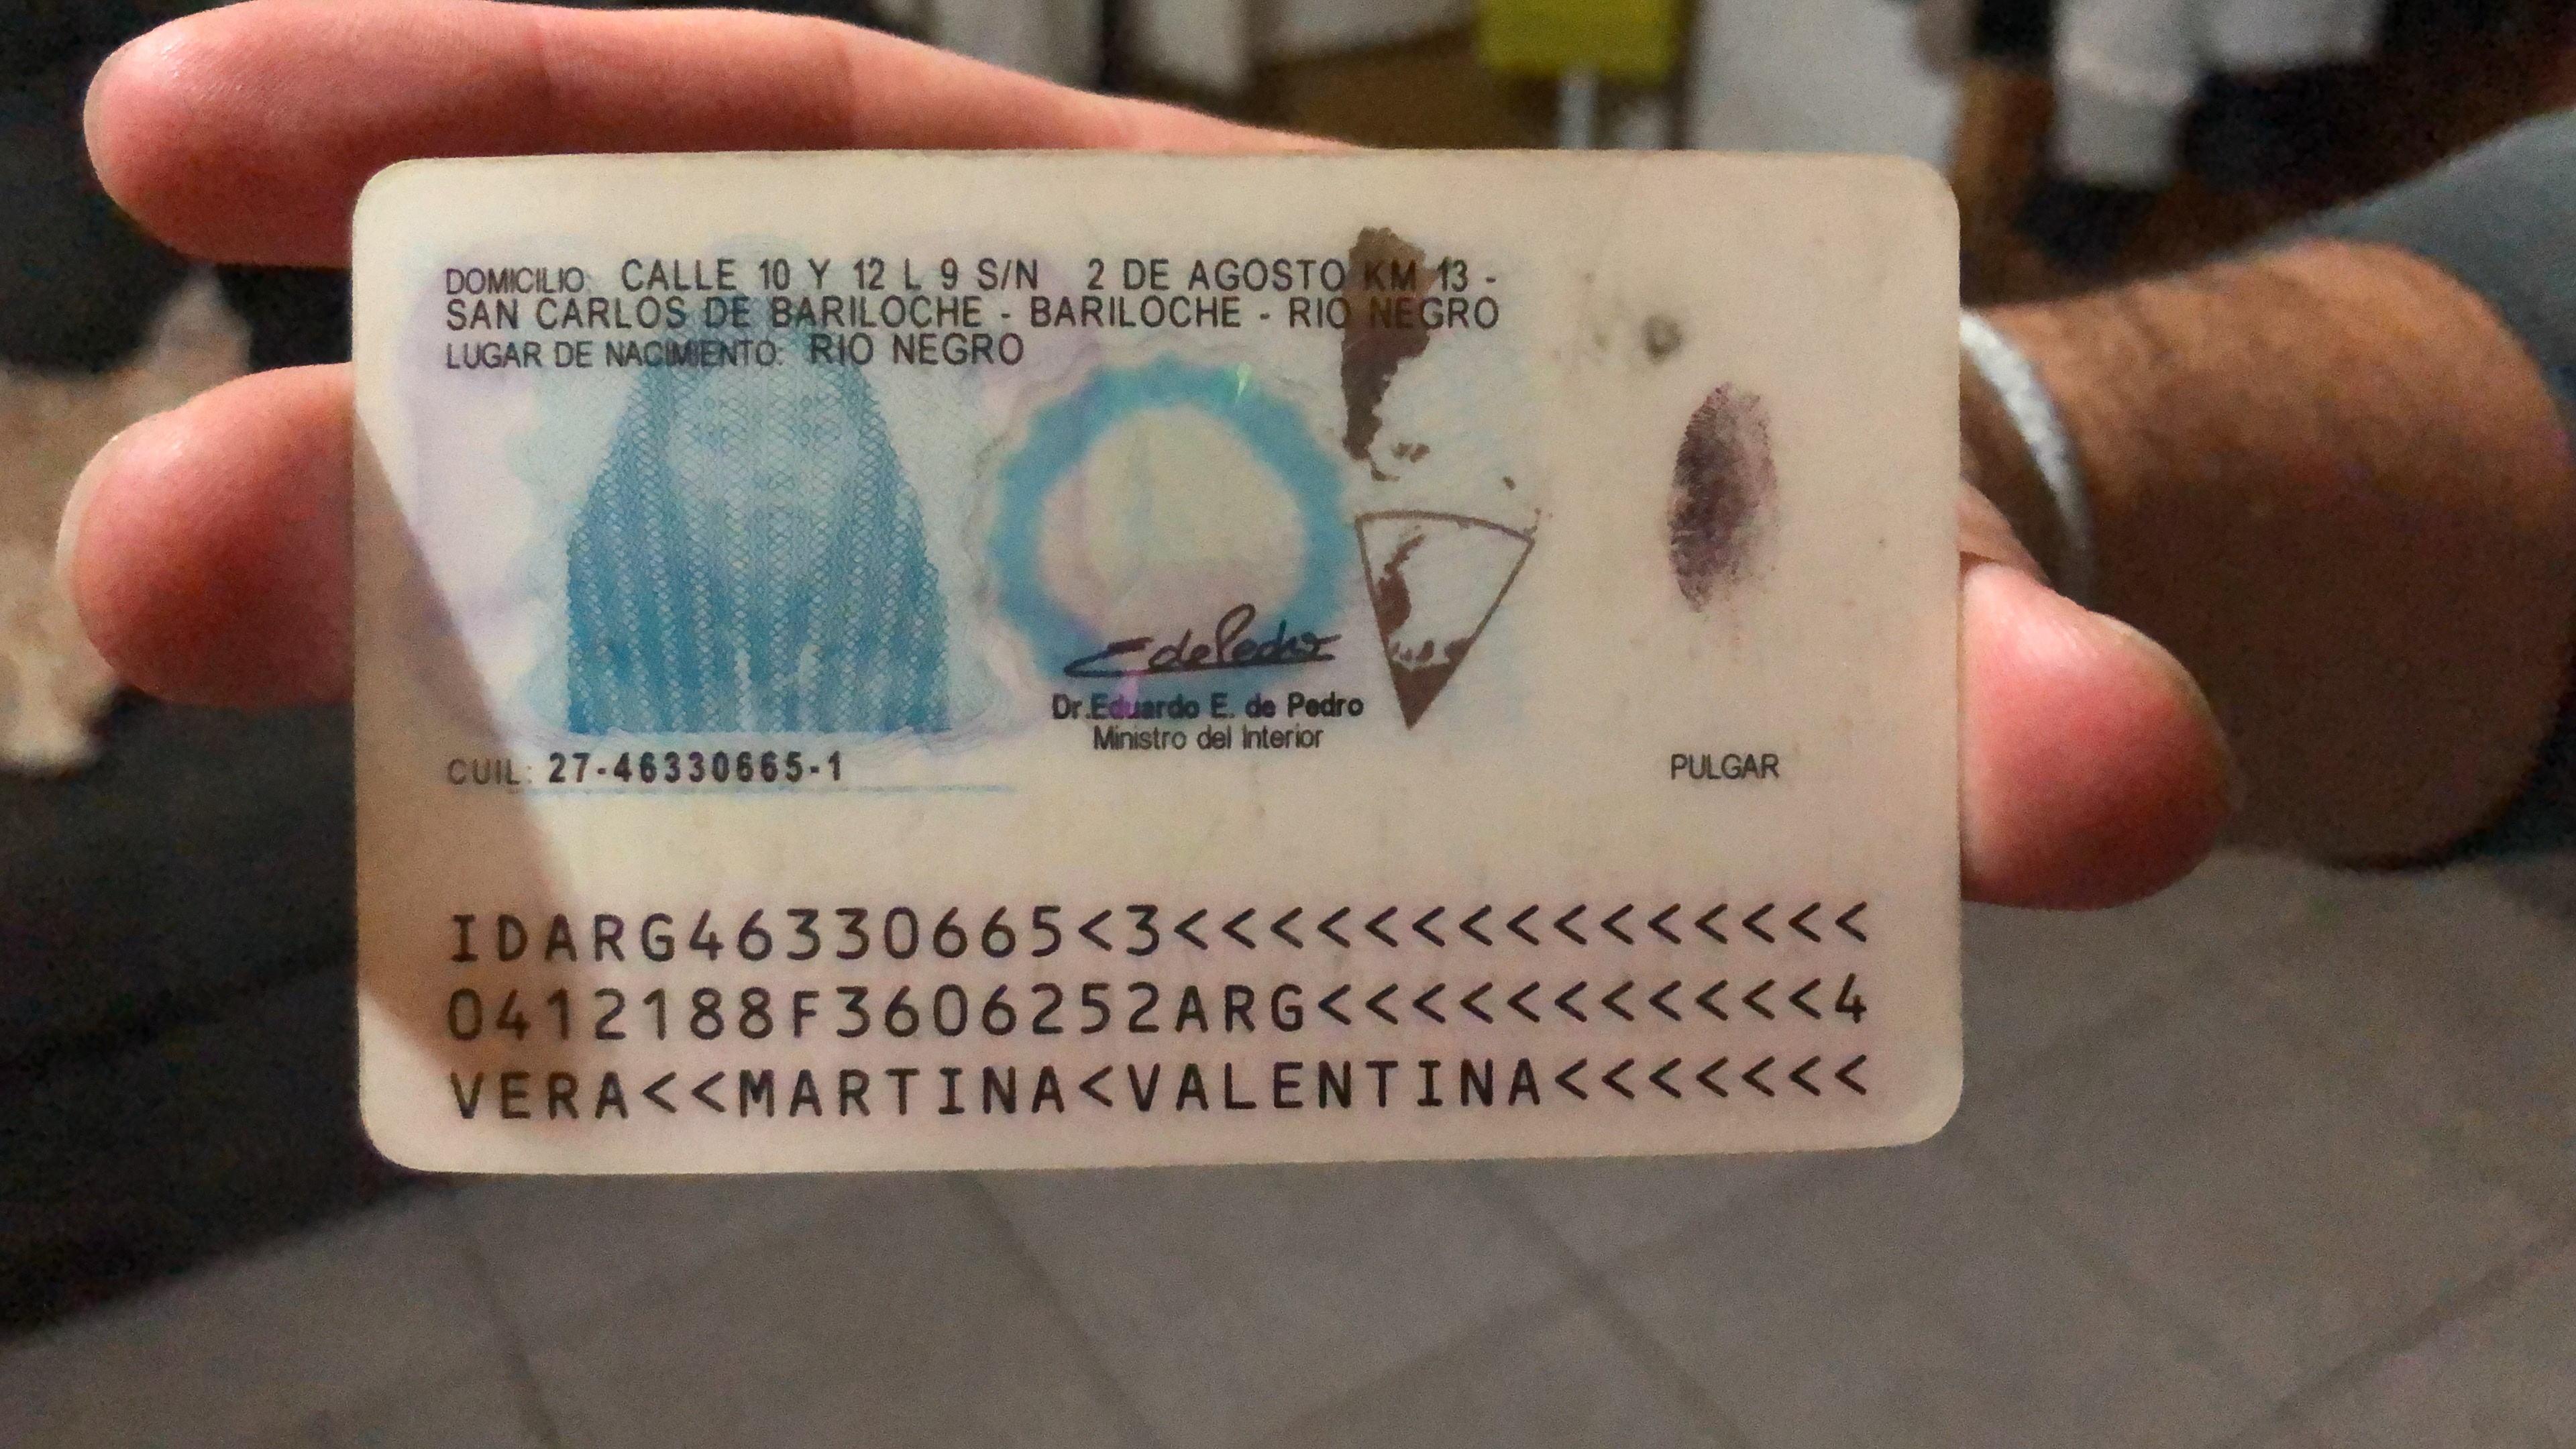 DOMICILIO: CALLE 10 Y 12 L 9 S/N 2 DE AGOSTO KM 13 -
SAN CARLOS DE BARILOCHE - BARILOCHE - RIO NEGRO
LUGAR DE NACIMIENTO: RIO NEGRO
E de Pedro
Dr.Eduardo E. de Pedro
Ministro del Interior
CUIL: 27-46330665-1
PULGAR
IDARG46330665<3<<<<<<<<<<<<<<<
0412188F3606252ARG<<<<<<<<<<<4
VERA<<MARTINA<VALENTINA<<<<<<<